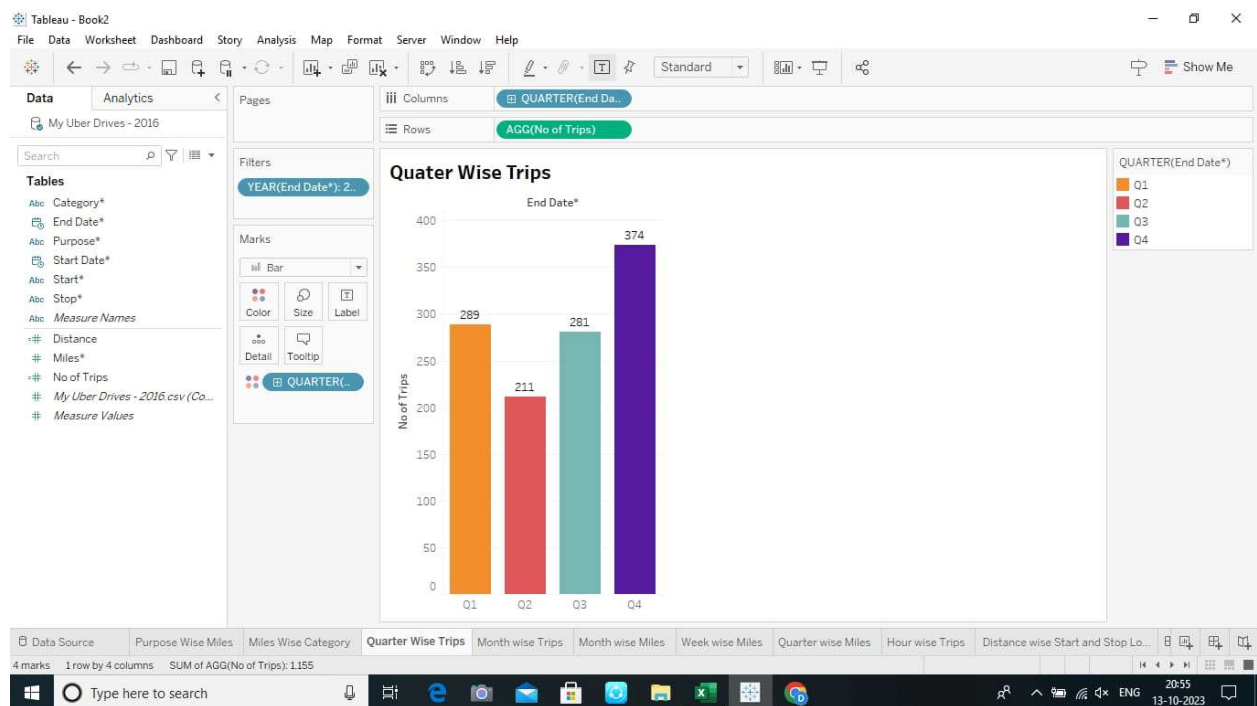 Tableau - Book2
File Data Worksheet Dashboard Story Analysis Map Format Server Window Help
Standard
Show Me
Data Analytics
Pages
Columns
QUARTER(End Da..
My Uber Drives - 2016
Rows
AGG(No of Trips)
Search
Filters
YEAR(End Date*): 2..
Tables
Abc Category*
End Date*
Abc Purpose*
Start Date*
Abc Start*
Abc Stop*
Abc Measure Names
Distance
Miles*
No of Trips
My Uber Drives - 2016.csv (Co...
Measure Values
Marks
Bar
Color Size Label
Detail Tooltip
QUARTER(..
Quater Wise Trips
End Date*
400
350
300
250
200
150
100
50
0
No of Trips
289
211
281
374
Q1 Q2 Q3 Q4
QUARTER(End Date*)
Q1
Q2
Q3
Q4
Data Source Purpose Wise Miles Miles Wise Category Quarter Wise Trips Month wise Trips Month wise Miles Week wise Miles Quarter wise Miles Hour wise Trips Distance wise Start and Stop Lo...
4 marks 1 row by 4 columns SUM of AGG(No of Trips): 1,155
Type here to search
ENG
20:55
13-10-2023